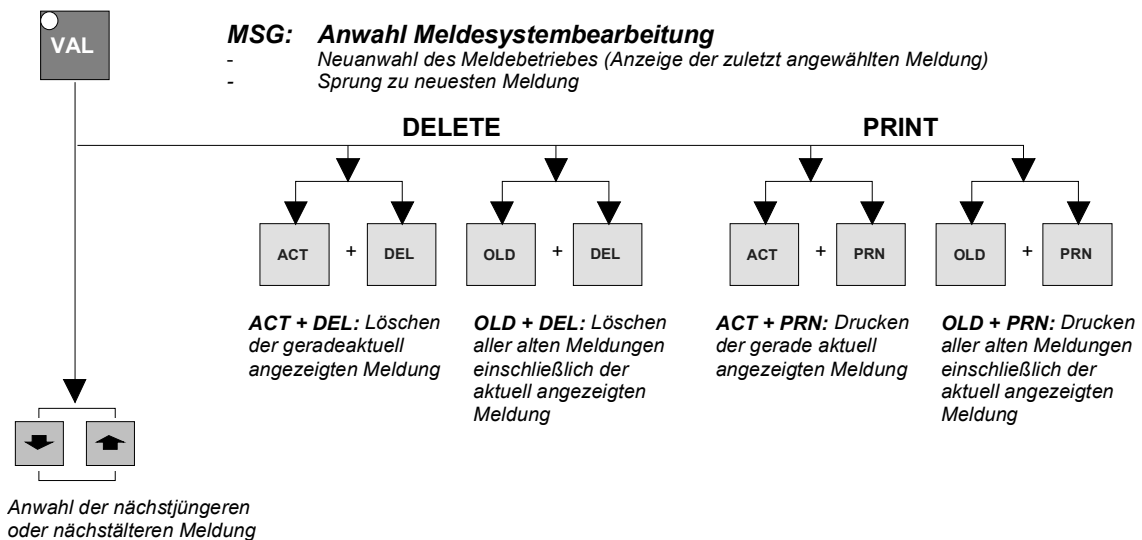 VAL
MSG: Anwahl Meldesystembearbeitung
- Neuanwahl des Meldebetriebes (Anzeige der zuletzt angewählten Meldung)
- Sprung zu neuesten Meldung
DELETE
PRINT
ACT + DEL
OLD + DEL
ACT + PRN
OLD + PRN
ACT + DEL: Löschen
der geradeaktuell
angezeigten Meldung
OLD + DEL: Löschen
aller alten Meldungen
einschließlich der
aktuell angezeigten
Meldung
ACT + PRN: Drucken
der gerade aktuell
angezeigten Meldung
OLD + PRN: Drucken
aller alten Meldungen
einschließlich der
aktuell angezeigten
Meldung
Anwahl der nächstjüngeren
oder nächstälteren Meldung